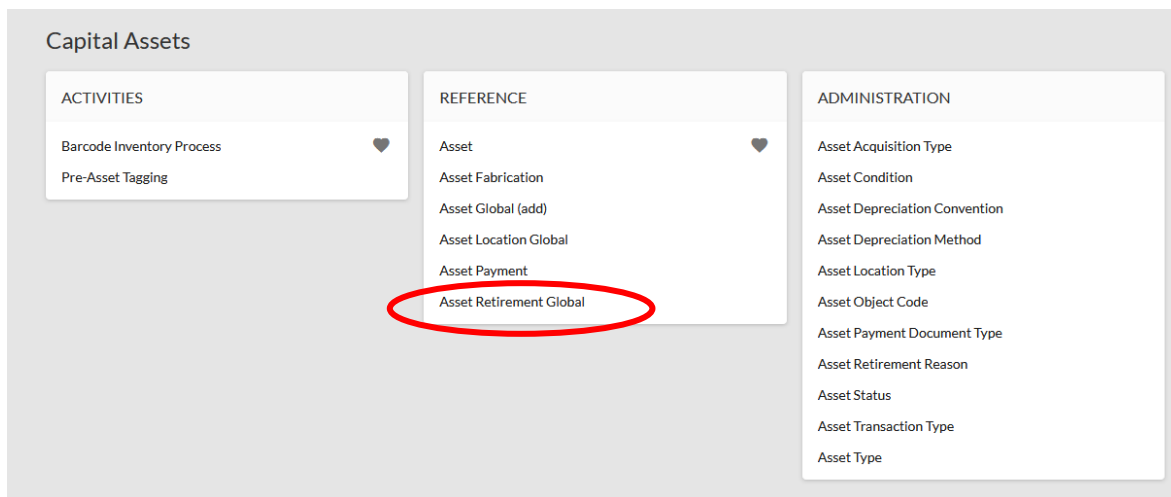 Capital Assets
ACTIVITIES
Barcode Inventory Process
Pre-Asset Tagging
REFERENCE
Asset
Asset Fabrication
Asset Global (add)
Asset Location Global
Asset Payment
Asset Retirement Global
ADMINISTRATION
Asset Acquisition Type
Asset Condition
Asset Depreciation Convention
Asset Depreciation Method
Asset Location Type
Asset Object Code
Asset Payment Document Type
Asset Retirement Reason
Asset Status
Asset Transaction Type
Asset Type